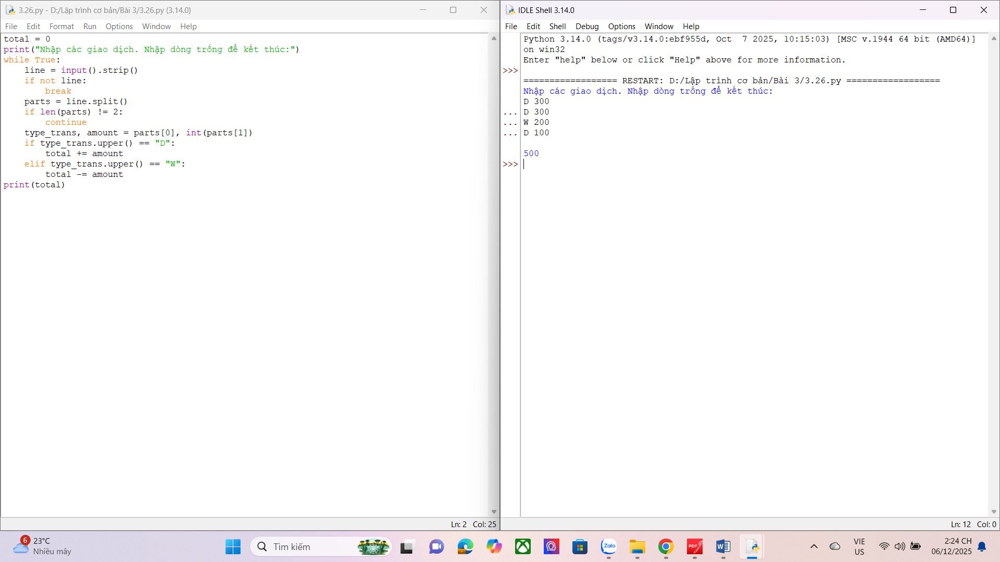 3.26.py - D:/Lập trình cơ bản/Bài 3/3.26.py (3.14.0)
File Edit Format Run Options Window Help
total = 0
print("Nhập các giao dịch. Nhập dòng trống để kết thúc:")
while True:
    line = input().strip()
    if not line:
        break
    parts = line.split()
    if len(parts) != 2:
        continue
    type_trans, amount = parts[0], int(parts[1])
    if type_trans.upper() == "D":
        total += amount
    elif type_trans.upper() == "W":
        total -= amount
print(total)
Ln: 2 Col: 25
IDLE Shell 3.14.0
File Edit Shell Debug Options Window Help
Python 3.14.0 (tags/v3.14.0:ebf955d, Oct  7 2025, 10:15:03) [MSC v.1944 64 bit (AMD64)]
on win32
Enter "help" below or click "Help" above for more information.
>>>
================== RESTART: D:/Lập trình cơ bản/Bài 3/3.26.py ==================
Nhập các giao dịch. Nhập dòng trống để kết thúc:
D 300
... D 300
... W 200
... D 100
500
>>>
Ln: 12 Col: 0
6
23°C
Nhiều mây
Tìm kiếm
Zalo
PDF
W
VIE
US
2:24 CH
06/12/2025